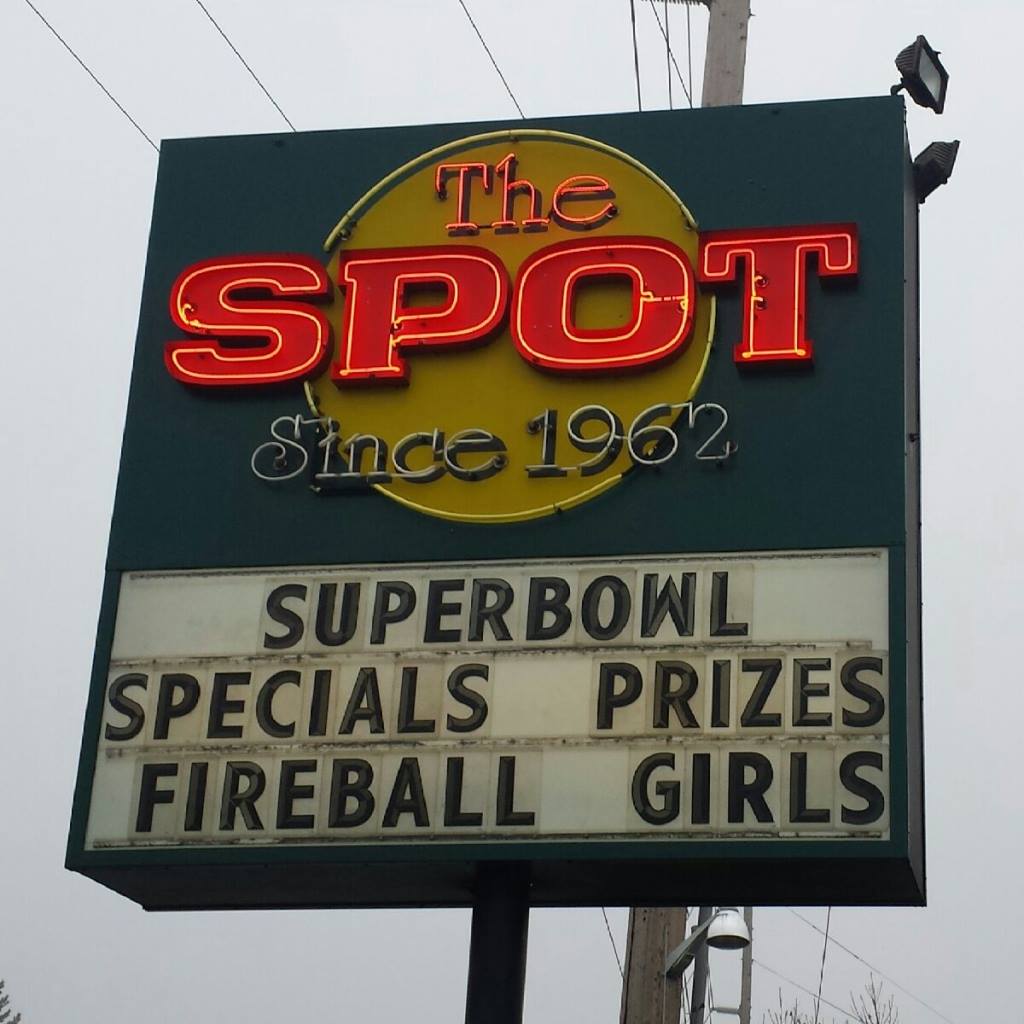 The
SPOT
Since 1962
SUPERBOWL
SPECIALS PRIZES
FIREBALL GIRLS